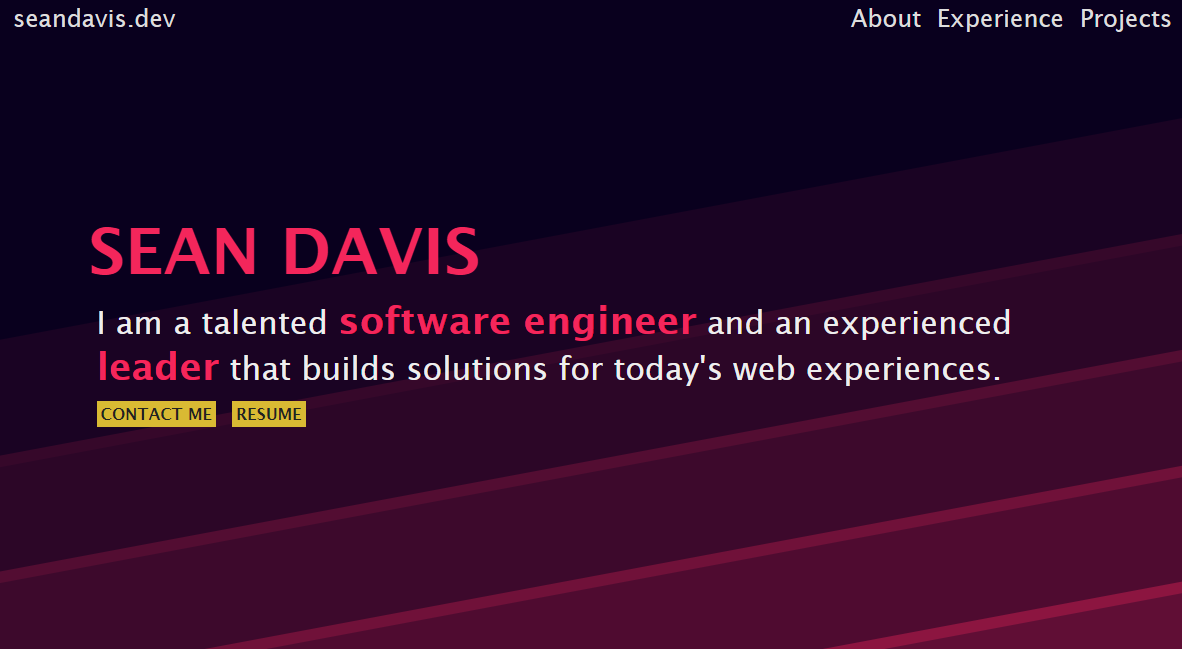 seandavis.dev
About Experience Projects
SEAN DAVIS
I am a talented software engineer and an experienced
leader that builds solutions for today's web experiences.
CONTACT ME RESUME